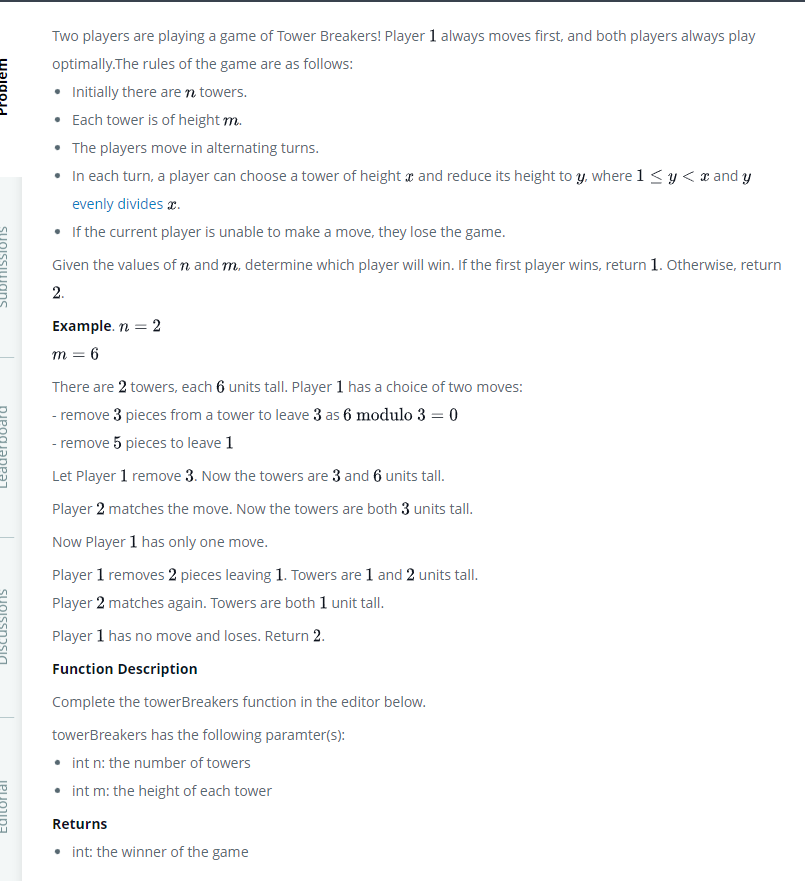 Two players are playing a game of Tower Breakers! Player 1 always moves first, and both players always play
optimally.The rules of the game are as follows:
• Initially there are n towers.
• Each tower is of height m.
• The players move in alternating turns.
• In each turn, a player can choose a tower of height x and reduce its height to y, where 1 ≤ y < x and y
evenly divides x.
• If the current player is unable to make a move, they lose the game.
Given the values of n and m, determine which player will win. If the first player wins, return 1. Otherwise, return
2.
Example. n = 2
m = 6
There are 2 towers, each 6 units tall. Player 1 has a choice of two moves:
- remove 3 pieces from a tower to leave 3 as 6 modulo 3 = 0
- remove 5 pieces to leave 1
Let Player 1 remove 3. Now the towers are 3 and 6 units tall.
Player 2 matches the move. Now the towers are both 3 units tall.
Now Player 1 has only one move.
Player 1 removes 2 pieces leaving 1. Towers are 1 and 2 units tall.
Player 2 matches again. Towers are both 1 unit tall.
Player 1 has no move and loses. Return 2.
Function Description
Complete the towerBreakers function in the editor below.
towerBreakers has the following paramter(s):
• int n: the number of towers
• int m: the height of each tower
Returns
• int: the winner of the game
Problem
Submissions
Leaderboard
Discussions
Editorial